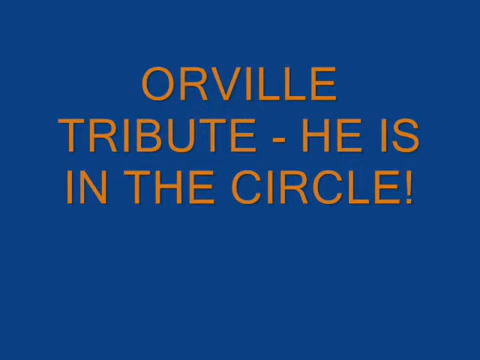 ORVILLE
TRIBUTE - HE IS
IN THE CIRCLE!